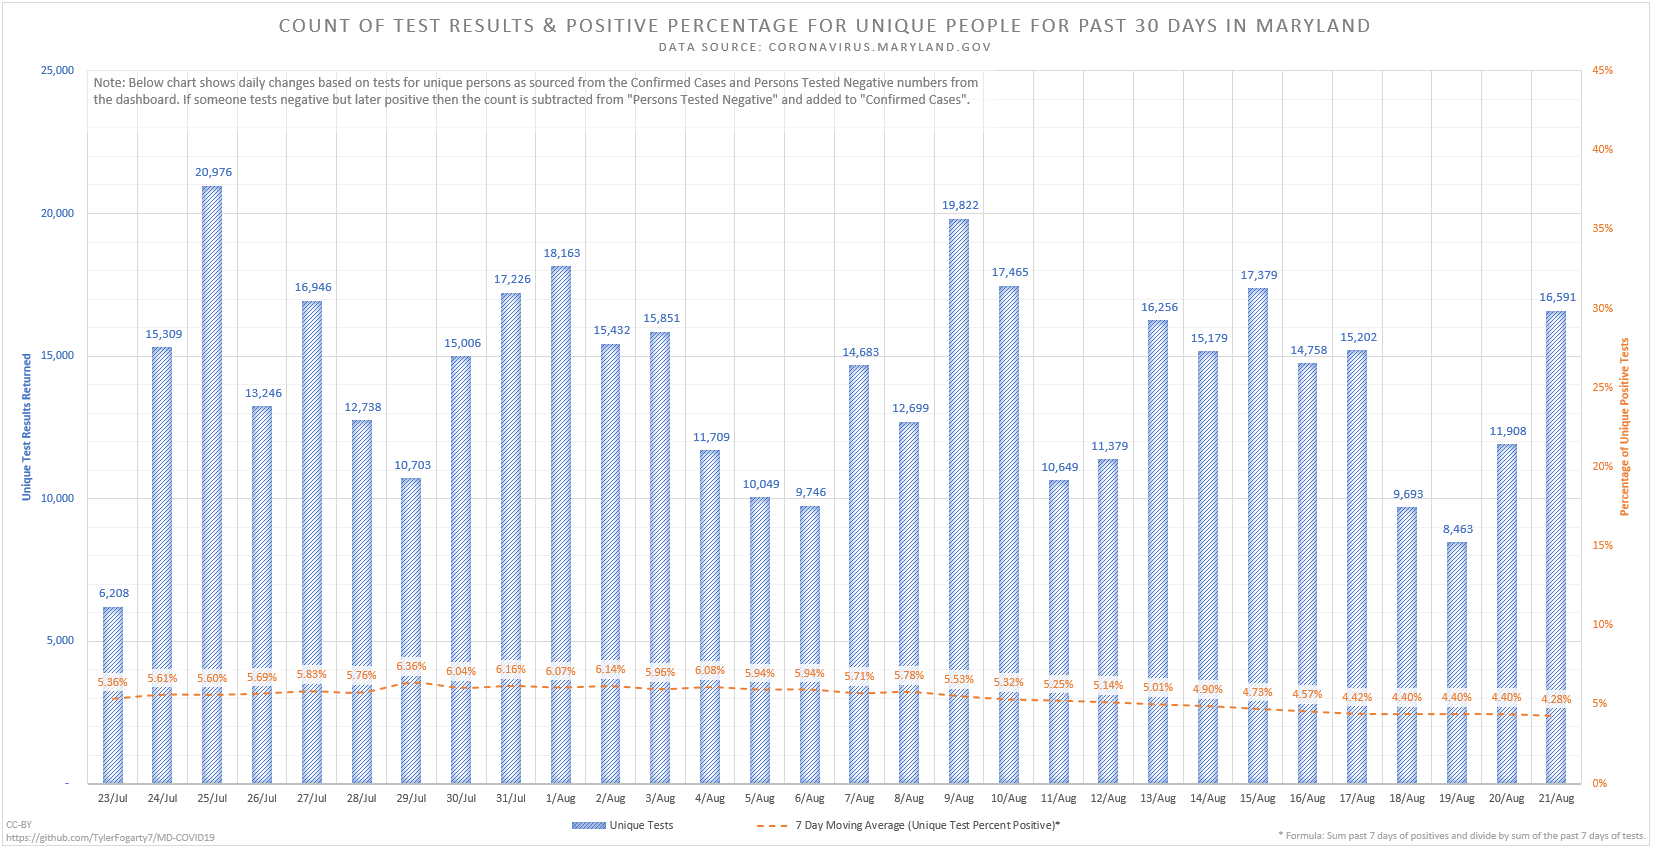 COUNT OF TEST RESULTS & POSITIVE PERCENTAGE FOR UNIQUE PEOPLE FOR PAST 30 DAYS IN MARYLAND
DATA SOURCE: CORONAVIRUS.MARYLAND.GOV
Note: Below chart shows daily changes based on tests for unique persons as sourced from the Confirmed Cases and Persons Tested Negative numbers from
the dashboard. If someone tests negative but later positive then the count is subtracted from "Persons Tested Negative" and added to "Confirmed Cases".
Unique Test Results Returned
25,000
20,000
15,000
10,000
5,000
-
45%
40%
35%
30%
25%
20%
15%
10%
5%
0%
Percentage of Unique Positive Tests
6,208
15,309
20,976
13,246
16,946
12,738
10,703
15,006
17,226
18,163
15,432
15,851
11,709
10,049
9,746
14,683
12,699
19,822
17,465
10,649
11,379
16,256
15,179
17,379
14,758
15,202
9,693
8,463
11,908
16,591
5.36%
5.61%
5.60%
5.69%
5.83%
5.76%
6.36%
6.04%
6.16%
6.07%
6.14%
5.96%
6.08%
5.94%
5.94%
5.71%
5.78%
5.53%
5.32%
5.25%
5.14%
5.01%
4.90%
4.73%
4.57%
4.42%
4.40%
4.40%
4.40%
4.28%
23/Jul
24/Jul
25/Jul
26/Jul
27/Jul
28/Jul
29/Jul
30/Jul
31/Jul
1/Aug
2/Aug
3/Aug
4/Aug
5/Aug
6/Aug
7/Aug
8/Aug
9/Aug
10/Aug
11/Aug
12/Aug
13/Aug
14/Aug
15/Aug
16/Aug
17/Aug
18/Aug
19/Aug
20/Aug
21/Aug
Unique Tests
7 Day Moving Average (Unique Test Percent Positive)*
CC-BY
https://github.com/TylerFogarty7/MD-COVID19
* Formula: Sum past 7 days of positives and divide by sum of the past 7 days of tests.